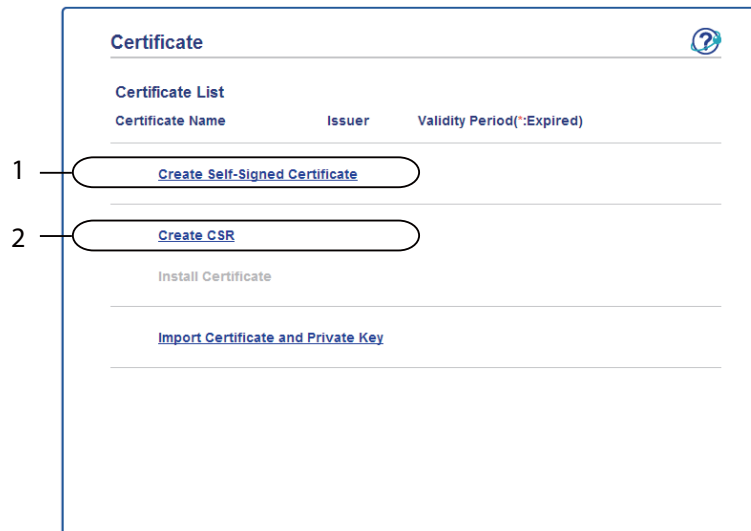 Certificate
?
Certificate List
Certificate Name Issuer Validity Period(*:Expired)
1 Create Self-Signed Certificate
2 Create CSR
Install Certificate
Import Certificate and Private Key